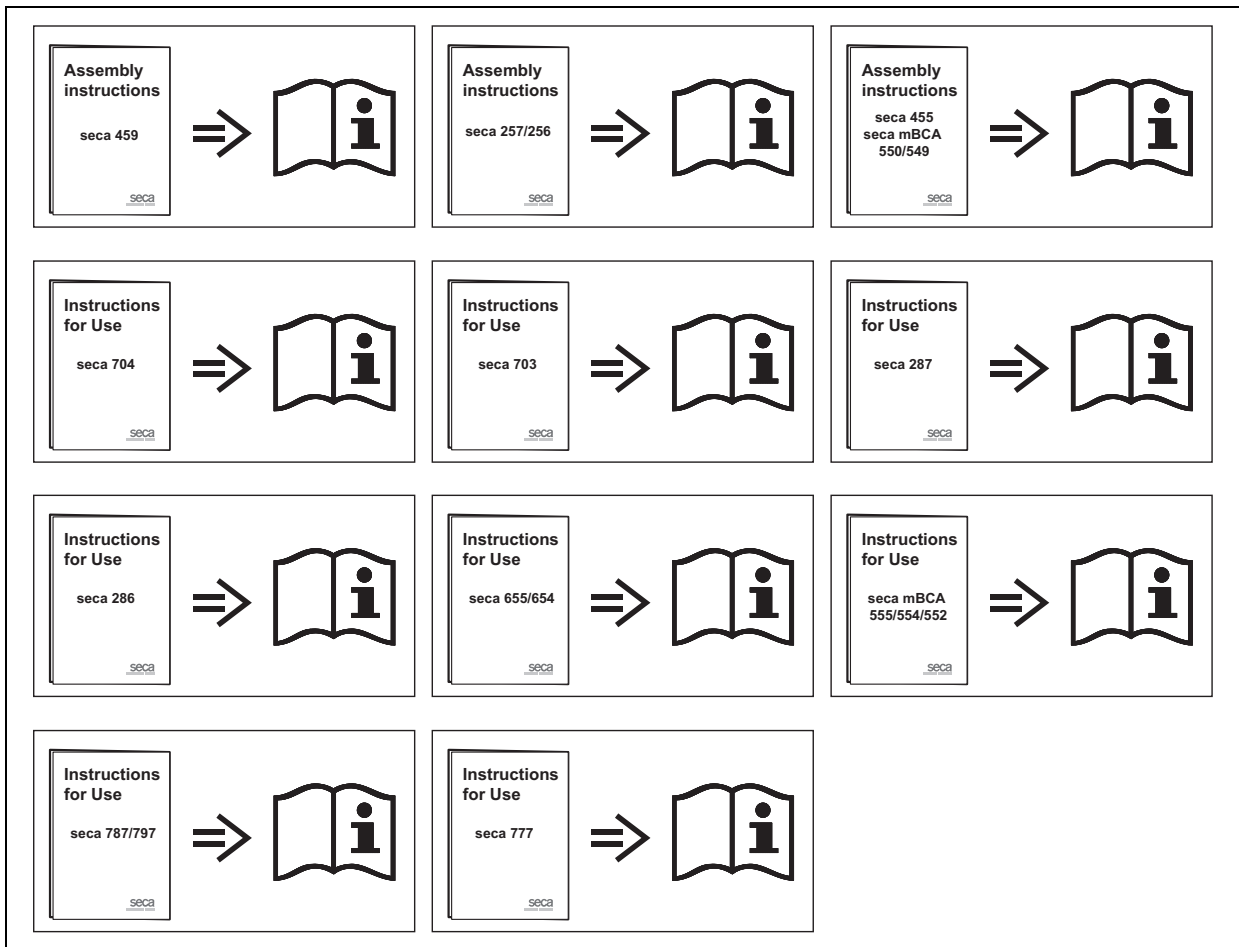 Assembly
instructions
seca 459
seca
Assembly
instructions
seca 257/256
seca
Assembly
instructions
seca 455
seca mBCA
550/549
seca
Instructions
for Use
seca 704
seca
Instructions
for Use
seca 703
seca
Instructions
for Use
seca 287
seca
Instructions
for Use
seca 286
seca
Instructions
for Use
seca 655/654
seca
Instructions
for Use
seca mBCA
555/554/552
seca
Instructions
for Use
seca 787/797
seca
Instructions
for Use
seca 777
seca